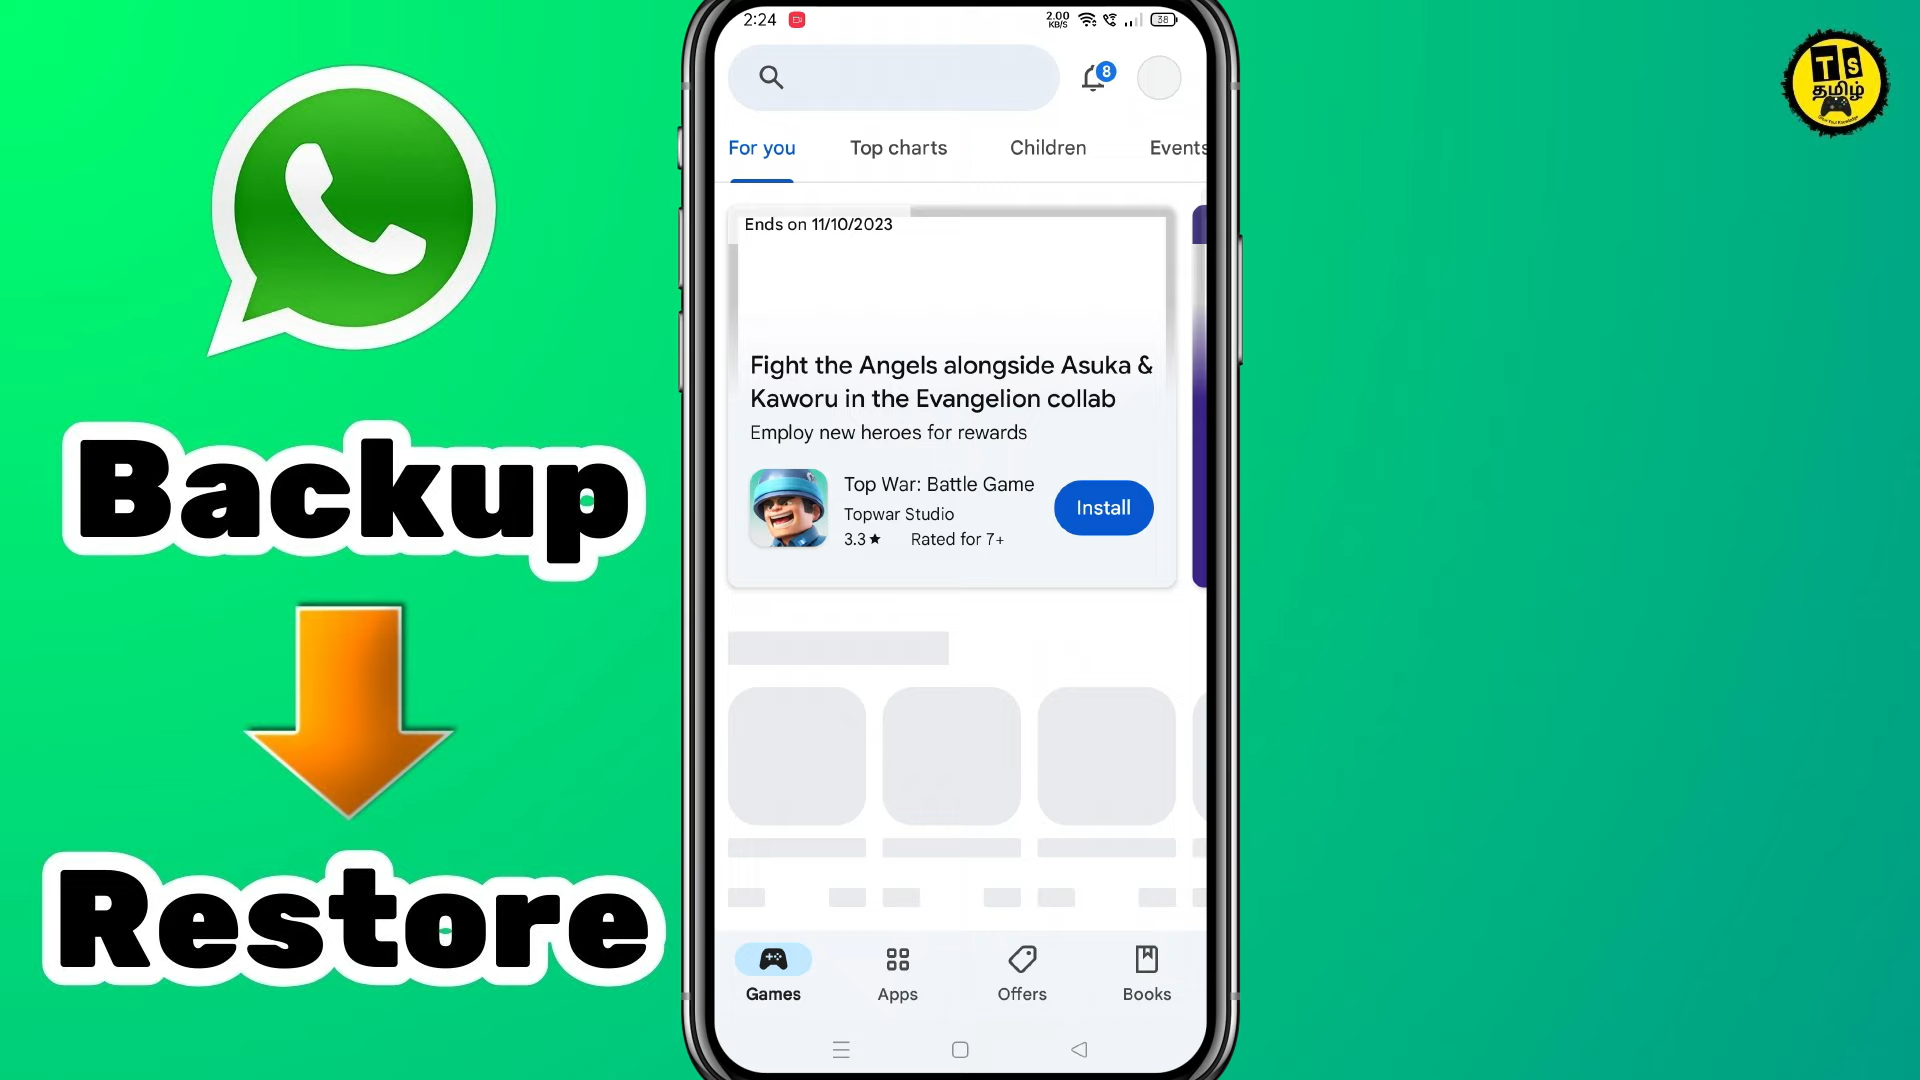 Backup
Restore
2:24
2.00
KB/S
38
8
For you
Top charts
Children
Events
Ends on 11/10/2023
Fight the Angels alongside Asuka &
Kaworu in the Evangelion collab
Employ new heroes for rewards
Top War: Battle Game
Topwar Studio
3.3★ Rated for 7+
Install
Games
Apps
Offers
Books
TS
தமிழ்